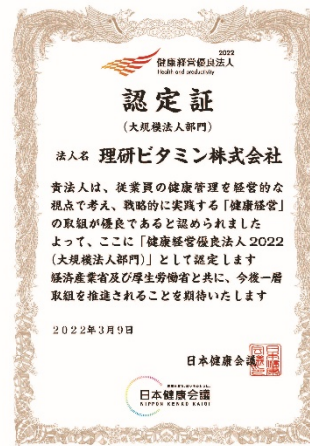 2022
健康経営優良法人
Health and productivity
認定証
(大規模法人部門)
法人名 理研ビタミン株式会社
貴法人は、従業員の健康管理を経営的な
視点で考え、戦略的に実践する「健康経営」
の取組が優良であると認められました
よって、ここに「健康経営優良法人2022
(大規模法人部門)」として認定します
経済産業省及び厚生労働省と共に、今後一層
取組を推進されることを期待いたします
2022年3月9日
日本健康会議
日本健康会議
NIPPON KENKO KAIGI